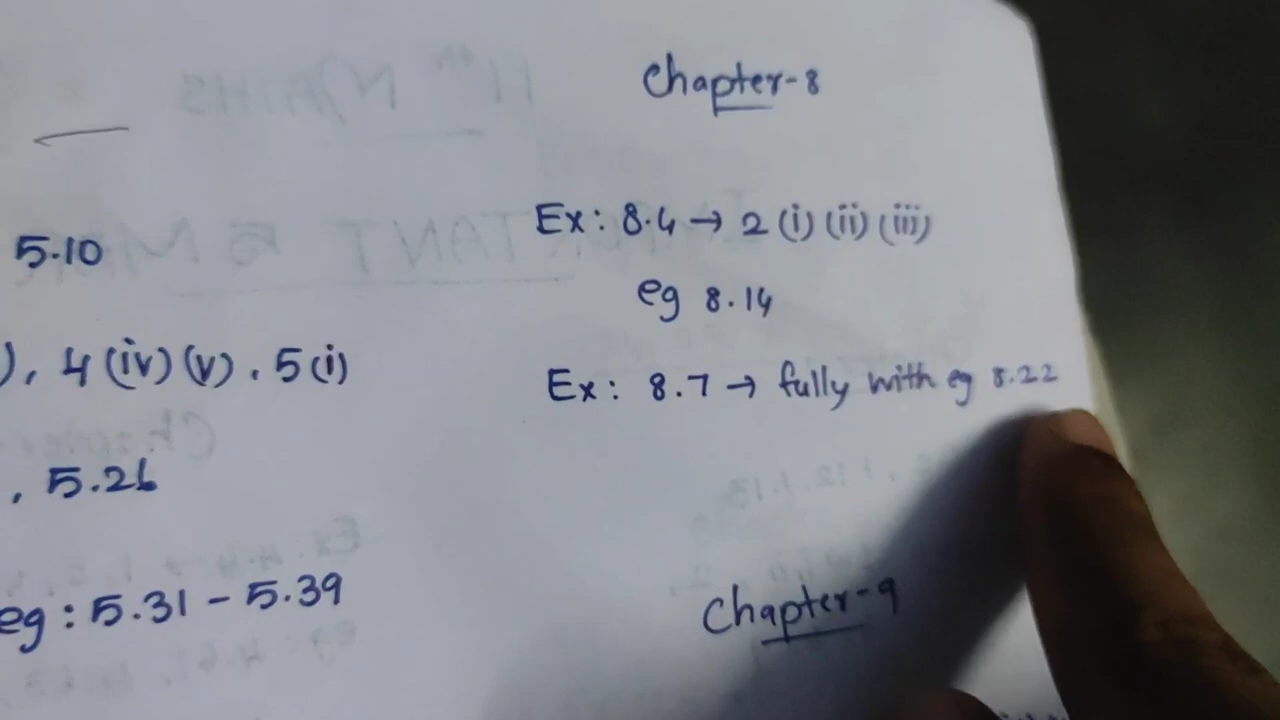 5.10
), 4 (iv) (v), 5 (i)
, 5.26
eg : 5.31 - 5.39
Chapter-8
Ex : 8.4 → 2 (i) (ii) (iii)
eg 8.14
Ex : 8.7 → fully with eg 8.22
Chapter-9